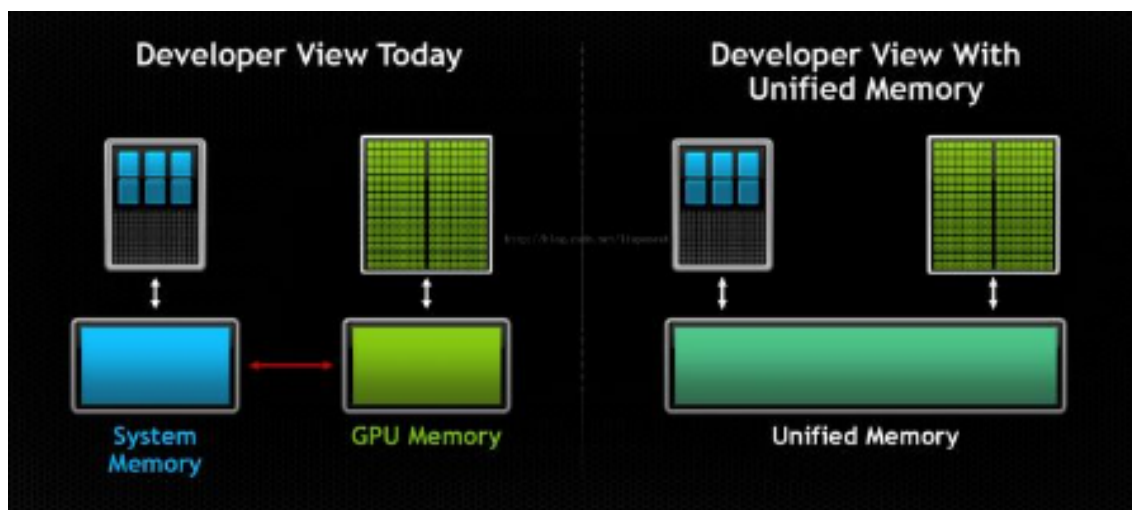 Developer View Today
Developer View With
Unified Memory
System
Memory
GPU Memory
Unified Memory